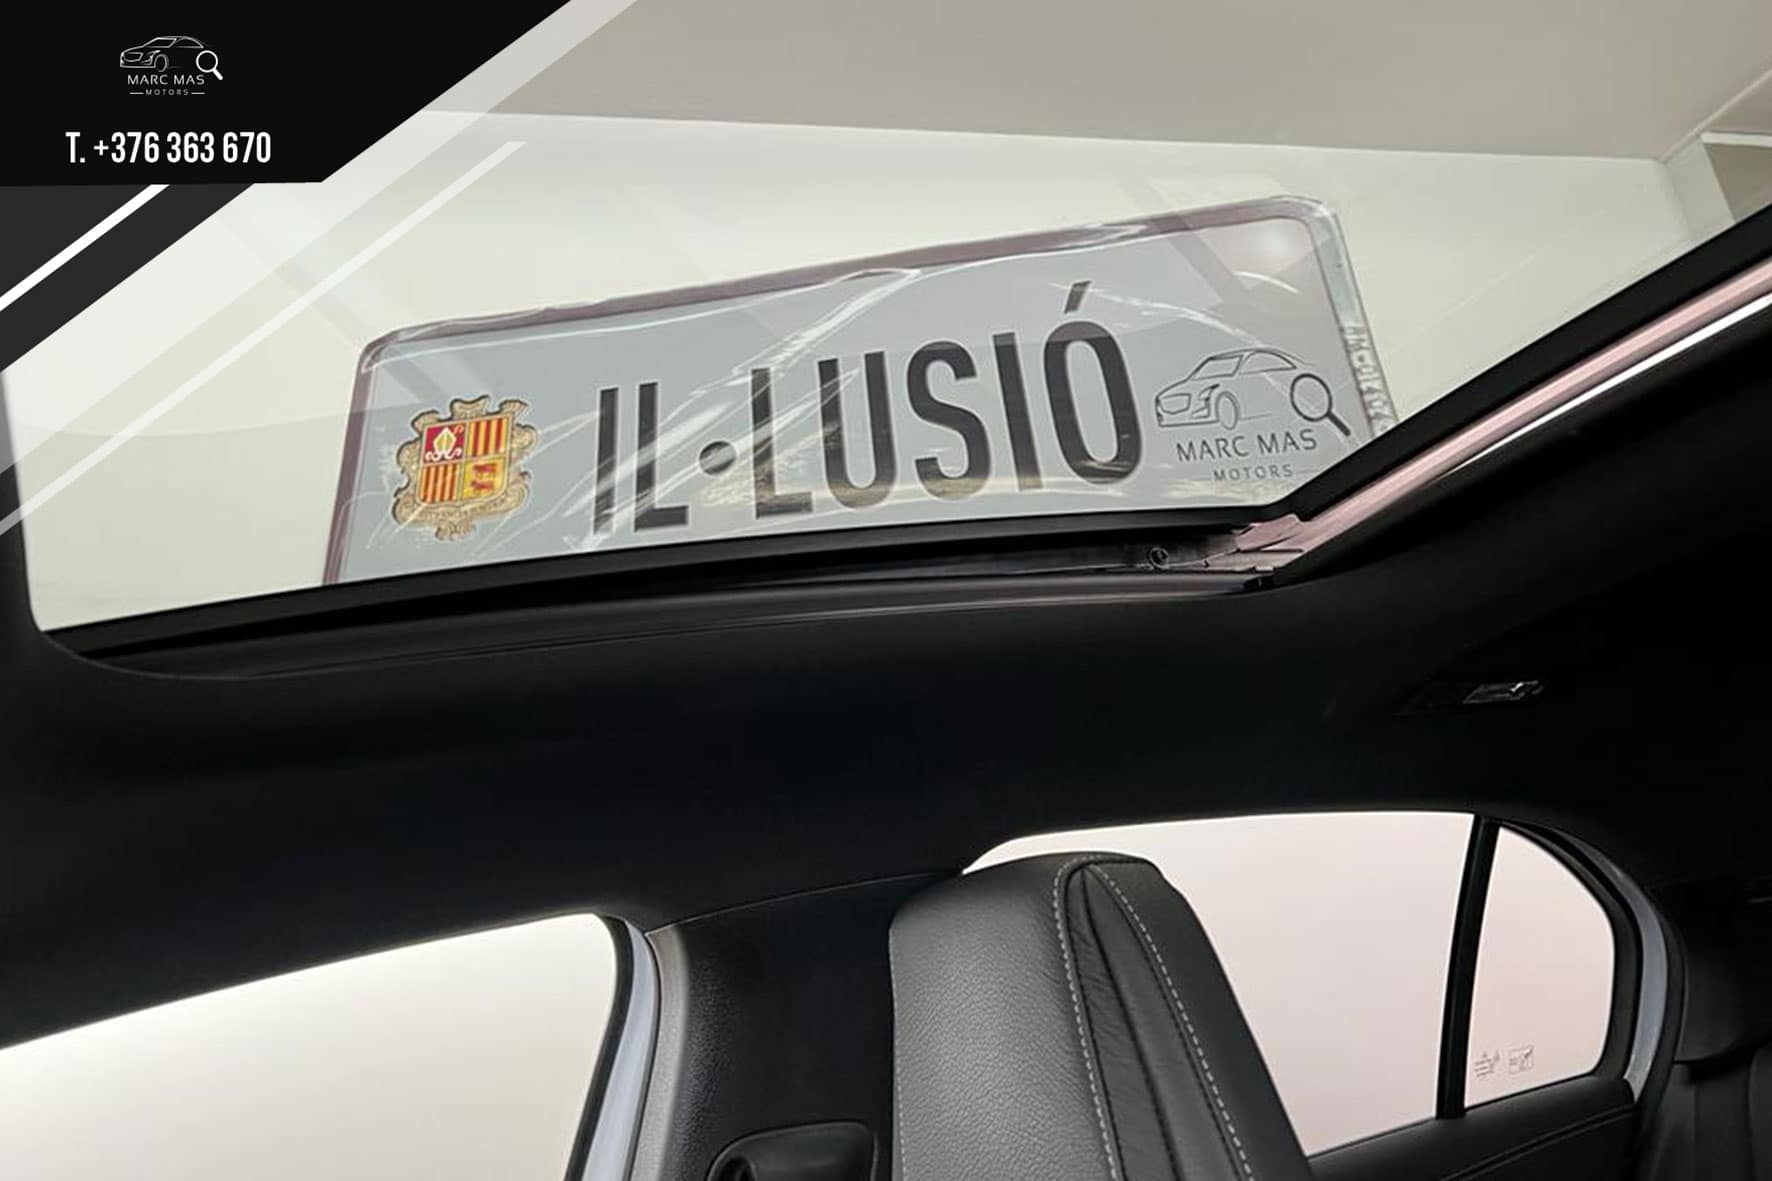 MARC MAS
MOTORS
T. +376 363 670
IL·LUSIÓ
MARC MAS
MOTORS